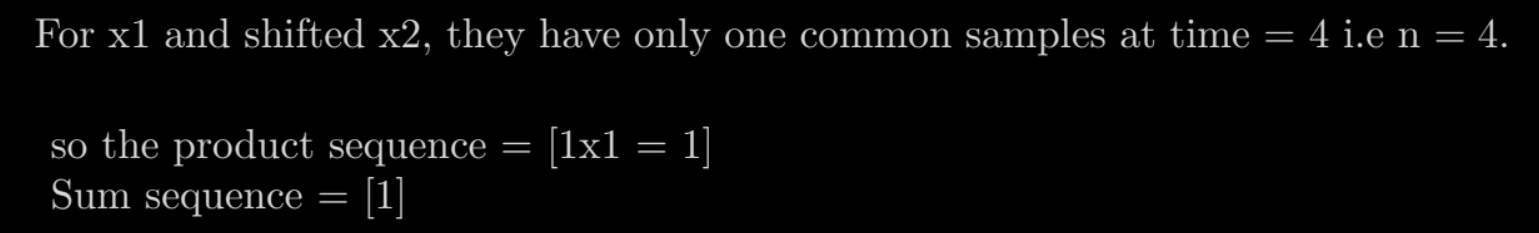 For x1 and shifted x2, they have only one common samples at time = 4 i.e n = 4.
so the product sequence = [1x1 = 1]
Sum sequence = [1]